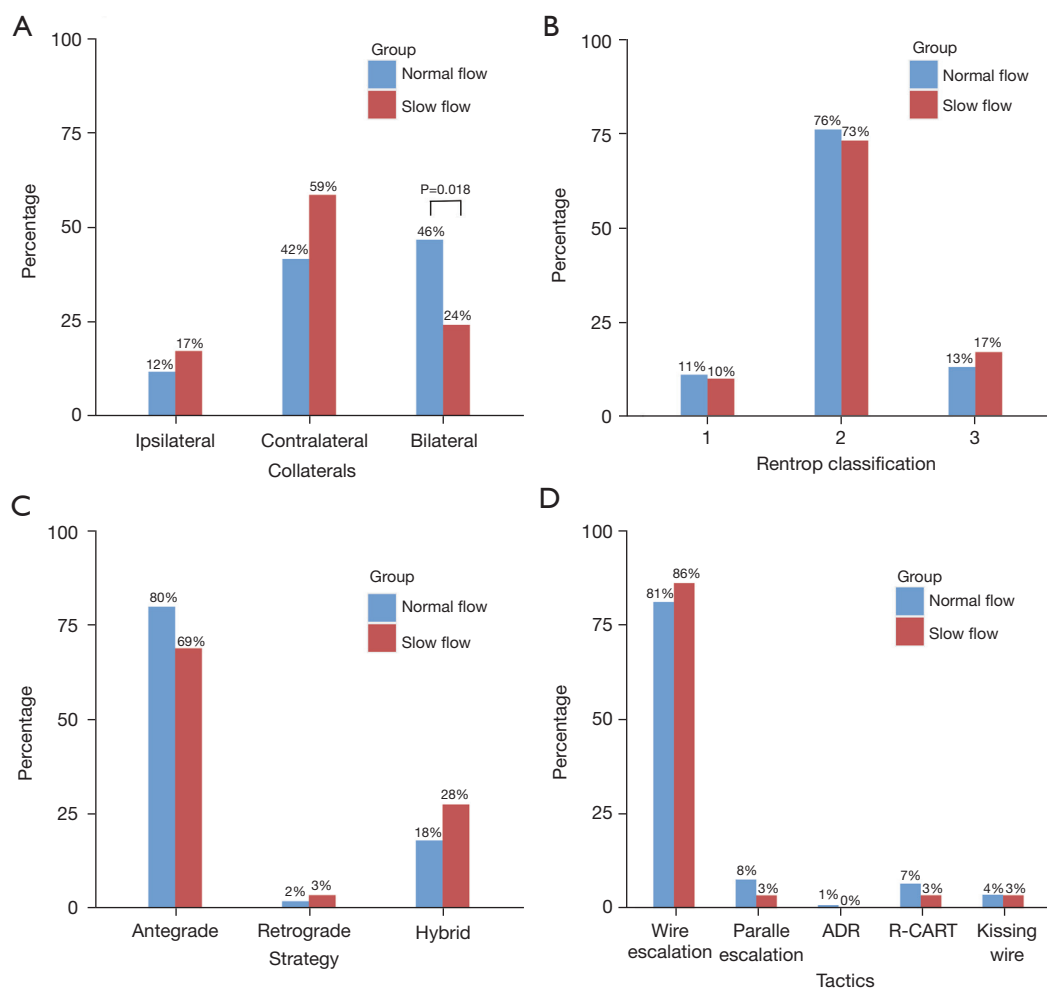 A
100
75
50
25
0
Percentage
Group
Normal flow
Slow flow
12%
17%
42%
59%
P=0.018
46%
24%
Ipsilateral
Contralateral
Bilateral
Collaterals
B
100
75
50
25
0
Percentage
Group
Normal flow
Slow flow
11%
10%
76%
73%
13%
17%
1
2
3
Rentrop classification
C
100
75
50
25
0
Percentage
Group
Normal flow
Slow flow
80%
69%
2%
3%
18%
28%
Antegrade
Retrograde
Hybrid
Strategy
D
100
75
50
25
0
Percentage
Group
Normal flow
Slow flow
81%
86%
8%
3%
1%
0%
7%
3%
4%
3%
Wire
escalation
Paralle
escalation
ADR
R-CART
Kissing
wire
Tactics